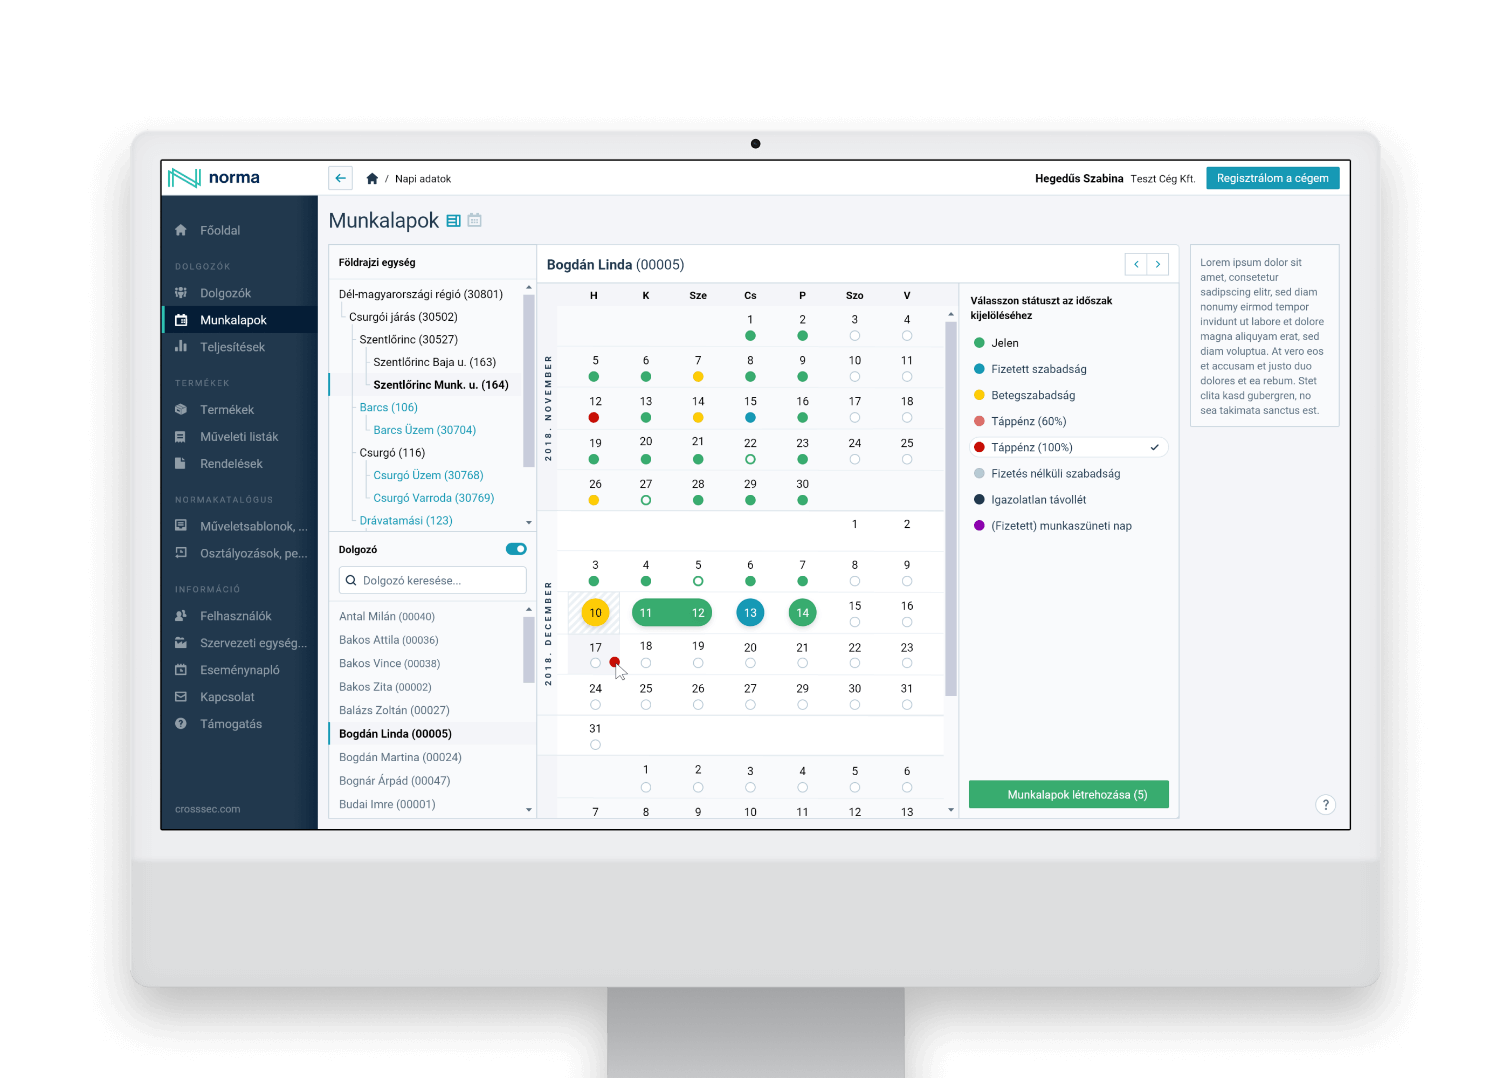 norma
/ Napi adatok
Hegedűs Szabina Teszt Cég Kft.
Regisztrálom a cégem
Főoldal
DOLGOZÓK
Dolgozók
Munkalapok
Teljesítések
TERMÉKEK
Termékek
Műveleti listák
Rendelések
NORMAKATALÓGUS
Műveletsablonok, ...
Osztályozások, pe...
INFORMÁCIÓ
Felhasználók
Szervezeti egység...
Eseménynapló
Kapcsolat
Támogatás
crosssec.com
Munkalapok
Földrajzi egység
Dél-magyarországi régió (30801)
Csurgói járás (30502)
Szentlőrinc (30527)
Szentlőrinc Baja u. (163)
Szentlőrinc Munk. u. (164)
Barcs (106)
Barcs Üzem (30704)
Csurgó (116)
Csurgó Üzem (30768)
Csurgó Varroda (30769)
Drávatamási (123)
Dolgozó
Dolgozó keresése...
Antal Milán (00040)
Bakos Attila (00036)
Bakos Vince (00038)
Bakos Zita (00002)
Balázs Zoltán (00027)
Bogdán Linda (00005)
Bogdán Martina (00024)
Bognár Árpád (00047)
Budai Imre (00001)
Bogdán Linda (00005)
H K Sze Cs P Szo V
2018. NOVEMBER
1 2 3 4
5 6 7 8 9 10 11
12 13 14 15 16 17 18
19 20 21 22 23 24 25
26 27 28 29 30
2018. DECEMBER
1 2
3 4 5 6 7 8 9
10 11 12 13 14 15 16
17 18 19 20 21 22 23
24 25 26 27 29 30 31
31
1 2 3 4 5 6
7 8 9 10 11 12 13
Válasszon státuszt az időszak
kijelöléséhez
Jelen
Fizetett szabadság
Betegszabadság
Táppénz (60%)
Táppénz (100%)
Fizetés nélküli szabadság
Igazolatlan távollét
(Fizetett) munkaszüneti nap
Munkalapok létrehozása (5)
Lorem ipsum dolor sit
amet, consetetur
sadipscing elitr, sed diam
nonumy eirmod tempor
invidunt ut labore et dolore
magna aliquyam erat, sed
diam voluptua. At vero eos
et accusam et justo duo
dolores et ea rebum. Stet
clita kasd gubergren, no
sea takimata sanctus est.
?